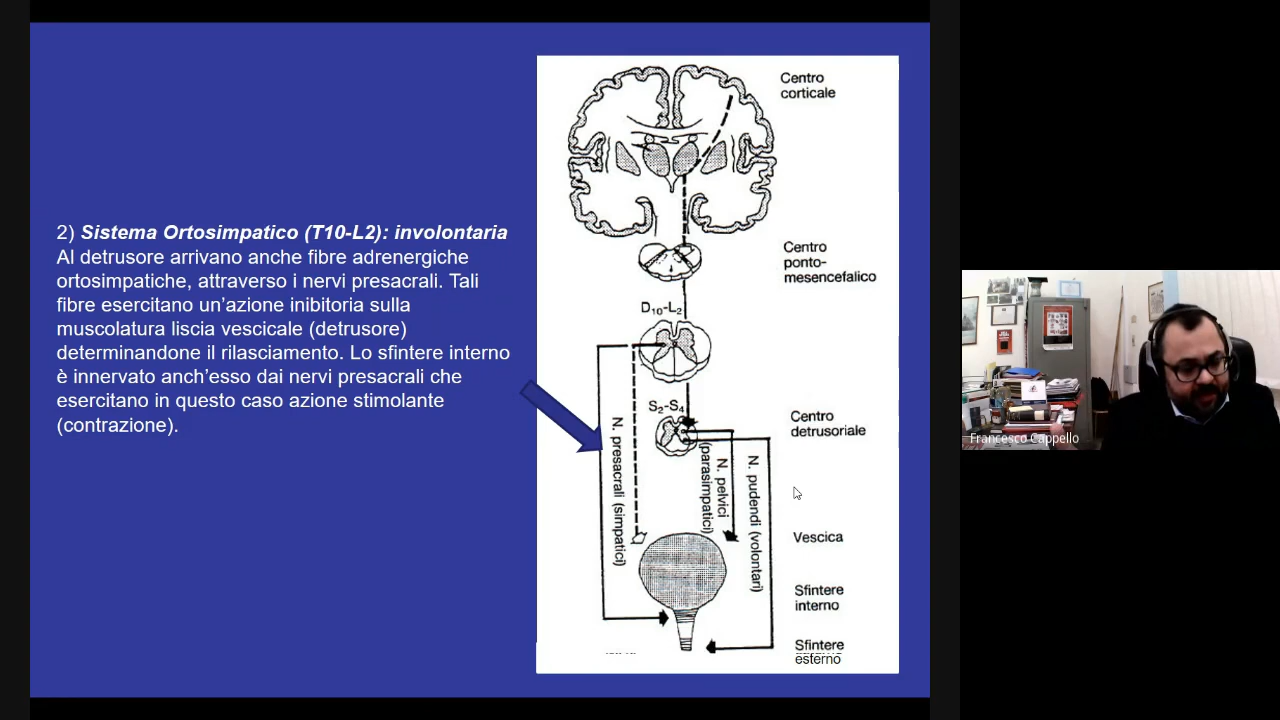 2) Sistema Ortosimpatico (T10-L2): involontaria
Al detrusore arrivano anche fibre adrenergiche
ortosimpatiche, attraverso i nervi presacrali. Tali
fibre esercitano un'azione inibitoria sulla
muscolatura liscia vescicale (detrusore)
determinandone il rilasciamento. Lo sfintere interno
è innervato anch'esso dai nervi presacrali che
esercitano in questo caso azione stimolante
(contrazione).
Centro
corticale
Centro
ponto-
mesencefalico
D10-L2
S2-S4
Centro
detrusoriale
N. presacrali (simpatici)
N. pelvici
(parasimpatici)
N. pudendi (volontari)
Vescica
Sfintere
interno
Sfintere
esterno
Francesco Cappello